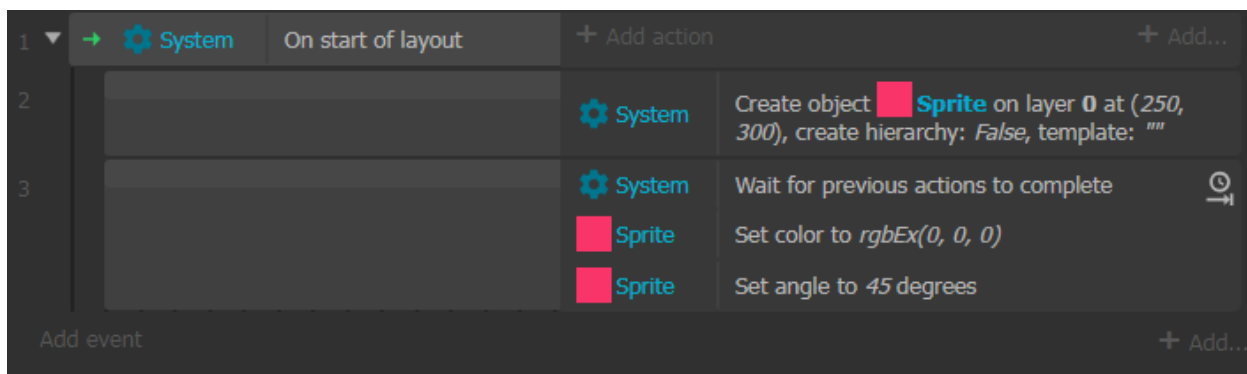 1 System On start of layout + Add action + Add...
2 System Create object Sprite on layer 0 at (250,
300), create hierarchy: False, template: ""
3 System Wait for previous actions to complete
Sprite Set color to rgbEx(0, 0, 0)
Sprite Set angle to 45 degrees
Add event + Add...